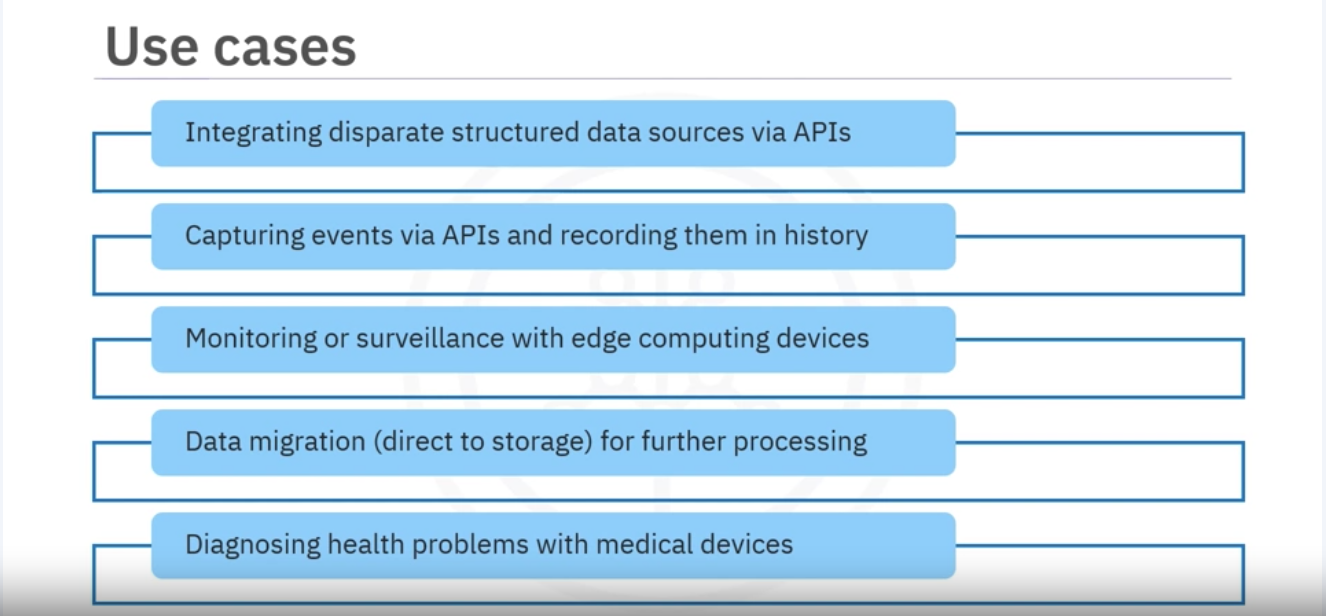 Use cases
Integrating disparate structured data sources via APIs
Capturing events via APIs and recording them in history
Monitoring or surveillance with edge computing devices
Data migration (direct to storage) for further processing
Diagnosing health problems with medical devices